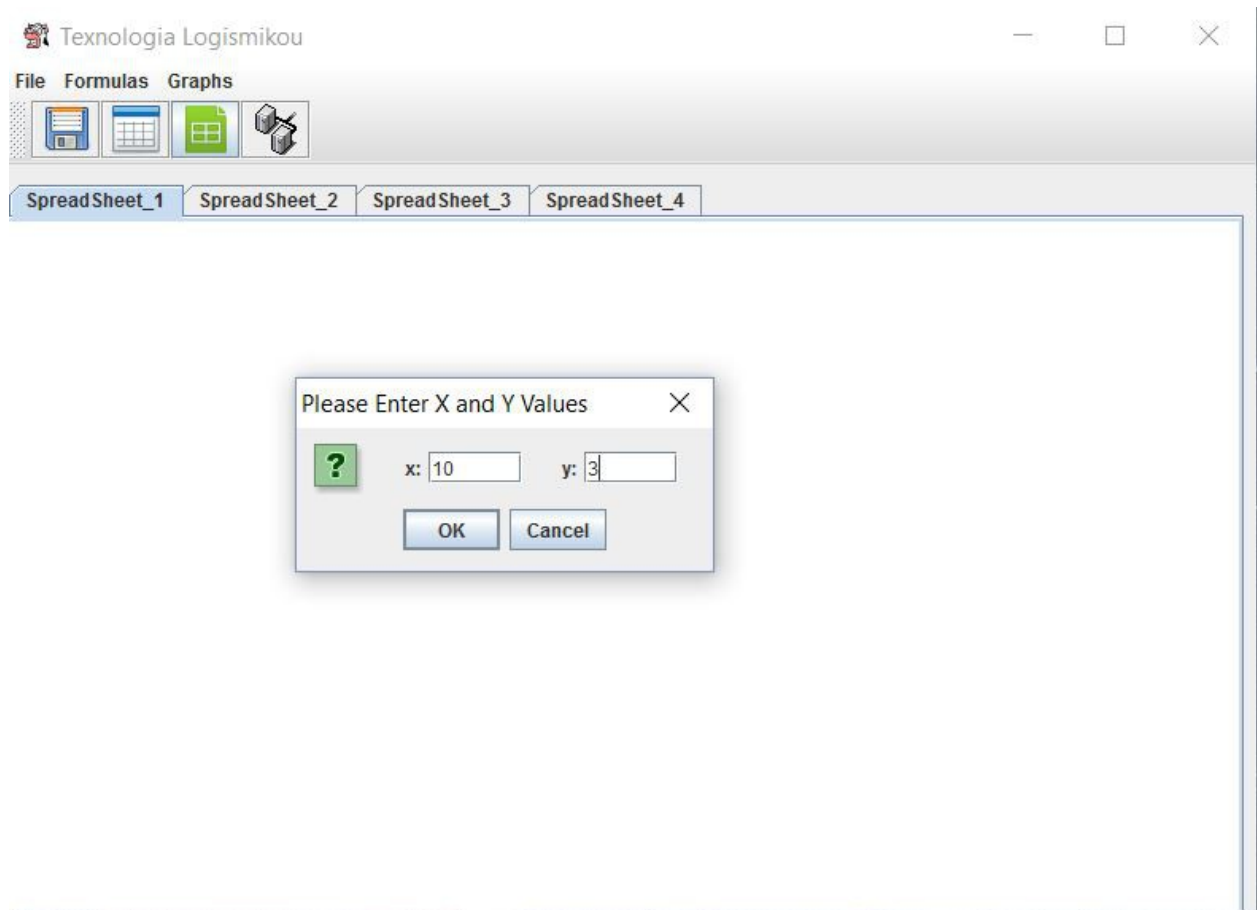 Texnologia Logismikou
File Formulas Graphs
SpreadSheet_1 SpreadSheet_2 SpreadSheet_3 SpreadSheet_4
Please Enter X and Y Values
? x: 10 y: 3
OK Cancel